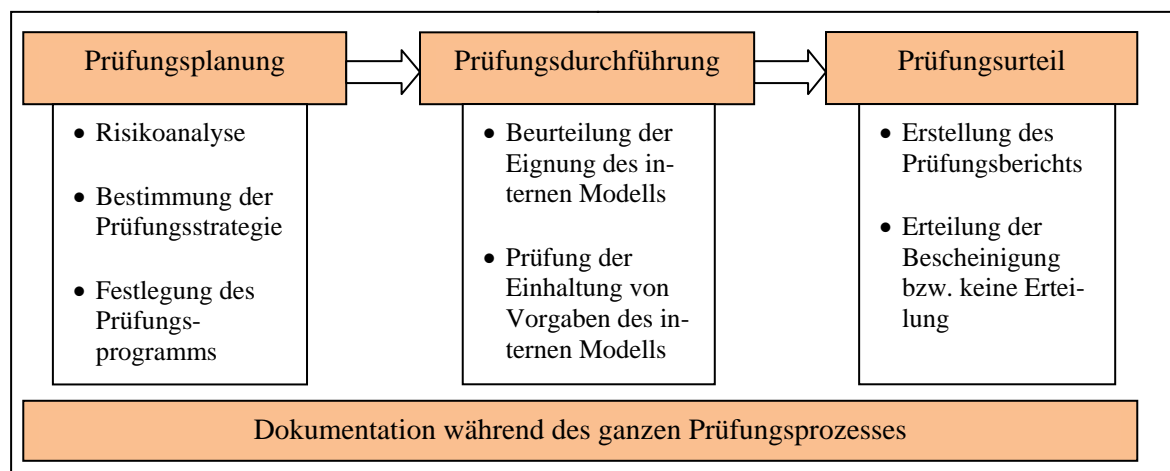 Prüfungsplanung
Risikoanalyse
Bestimmung der
Prüfungsstrategie
Festlegung des
Prüfungs-
programms
Prüfungsdurchführung
Beurteilung der
Eignung des in-
ternen Modells
Prüfung der
Einhaltung von
Vorgaben des in-
ternen Modells
Prüfungsurteil
Erstellung des
Prüfungsberichts
Erteilung der
Bescheinigung
bzw. keine Ertei-
lung
Dokumentation während des ganzen Prüfungsprozesses